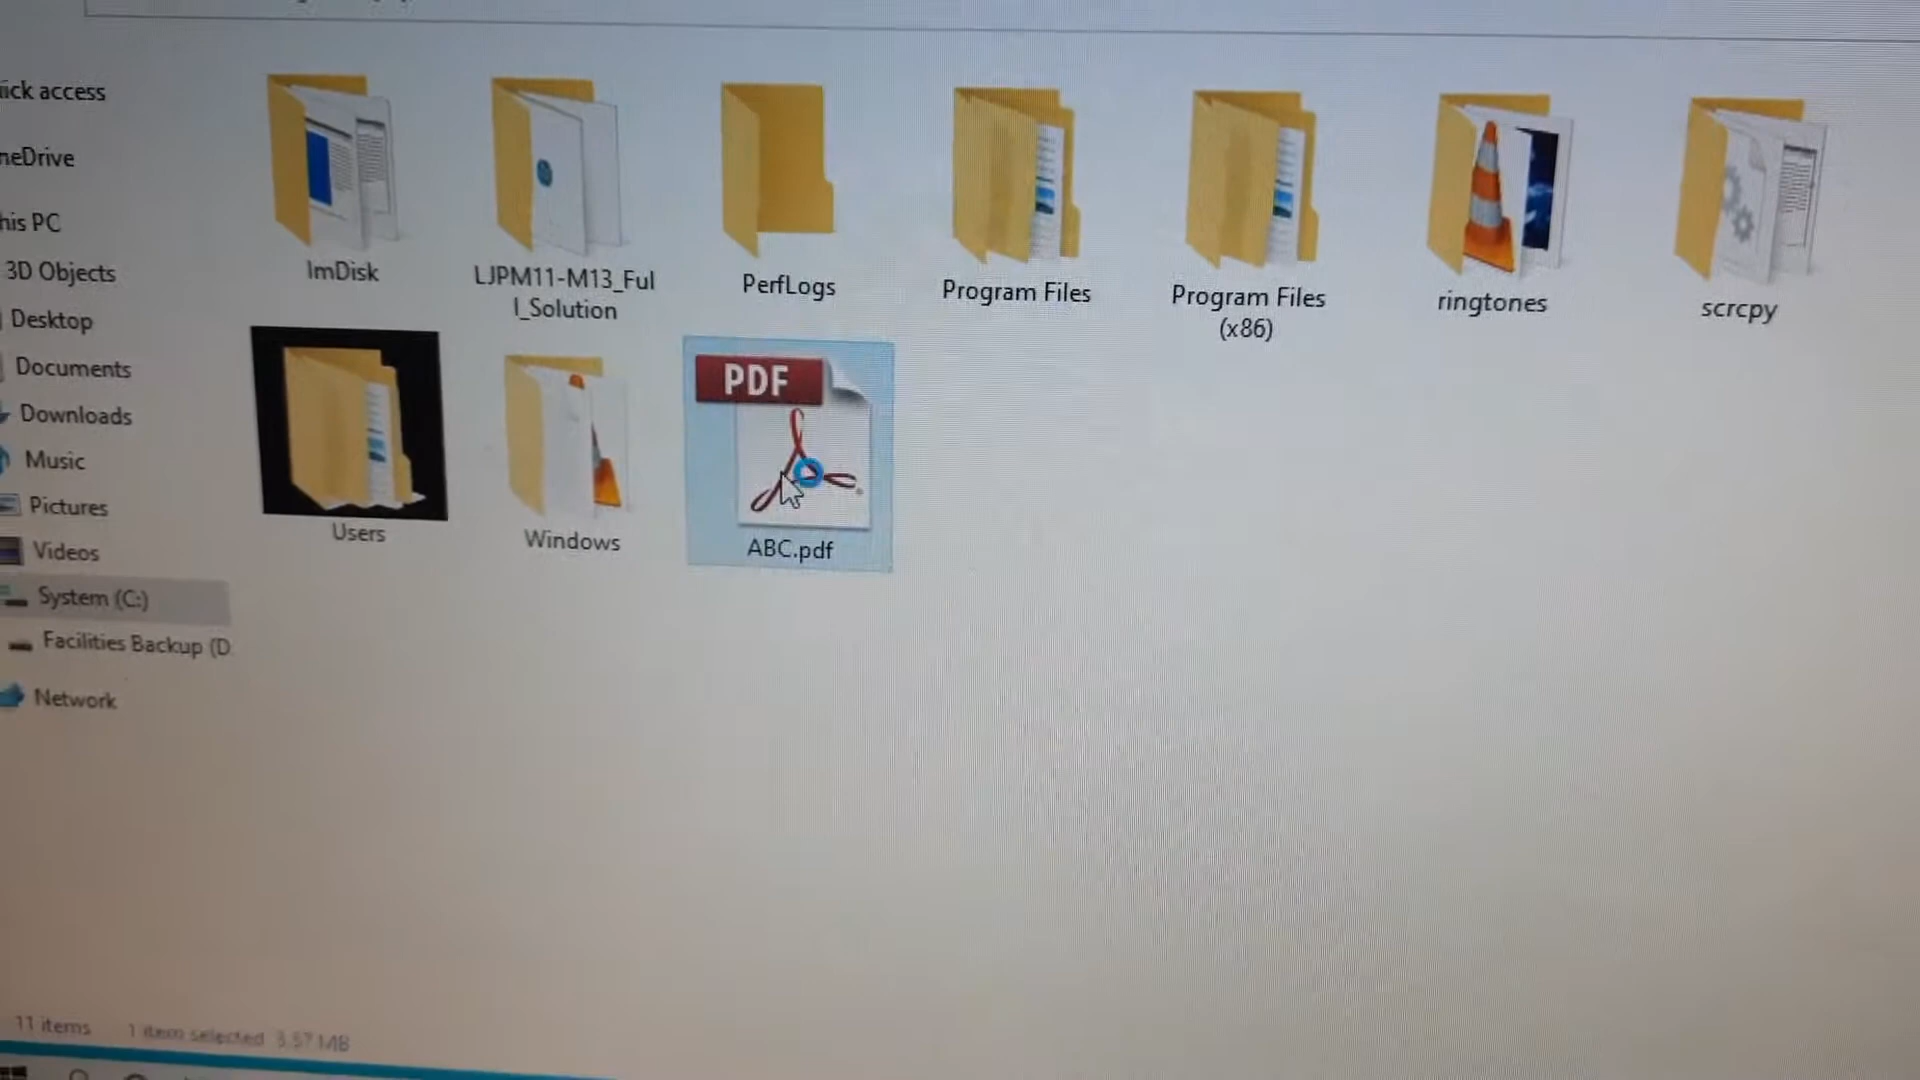 ick access
neDrive
his PC
3D Objects
Desktop
Documents
Downloads
Music
Pictures
Videos
System (C:)
Facilities Backup (D
Network
ImDisk
LJPM11-M13_Ful
l_Solution
PerfLogs
Program Files
Program Files
(x86)
ringtones
scrcpy
Users
Windows
PDF
ABC.pdf
11 items 1 item selected 3.57 MB